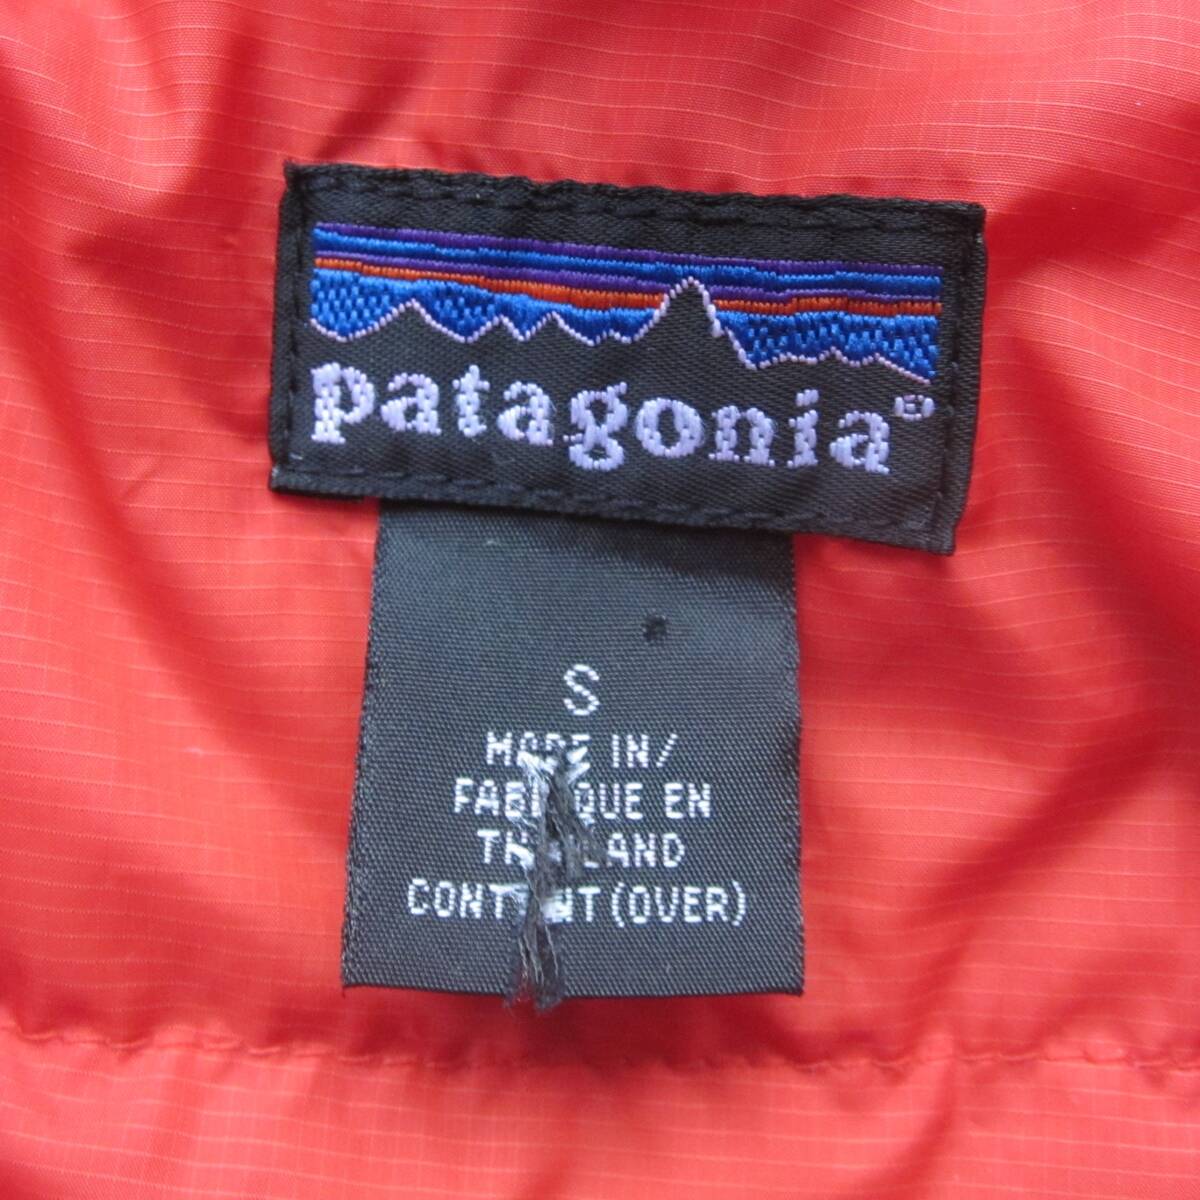 patagonia®
S
MADE IN/
FABRIQUE EN
THAILAND
CONTENT (OVER)